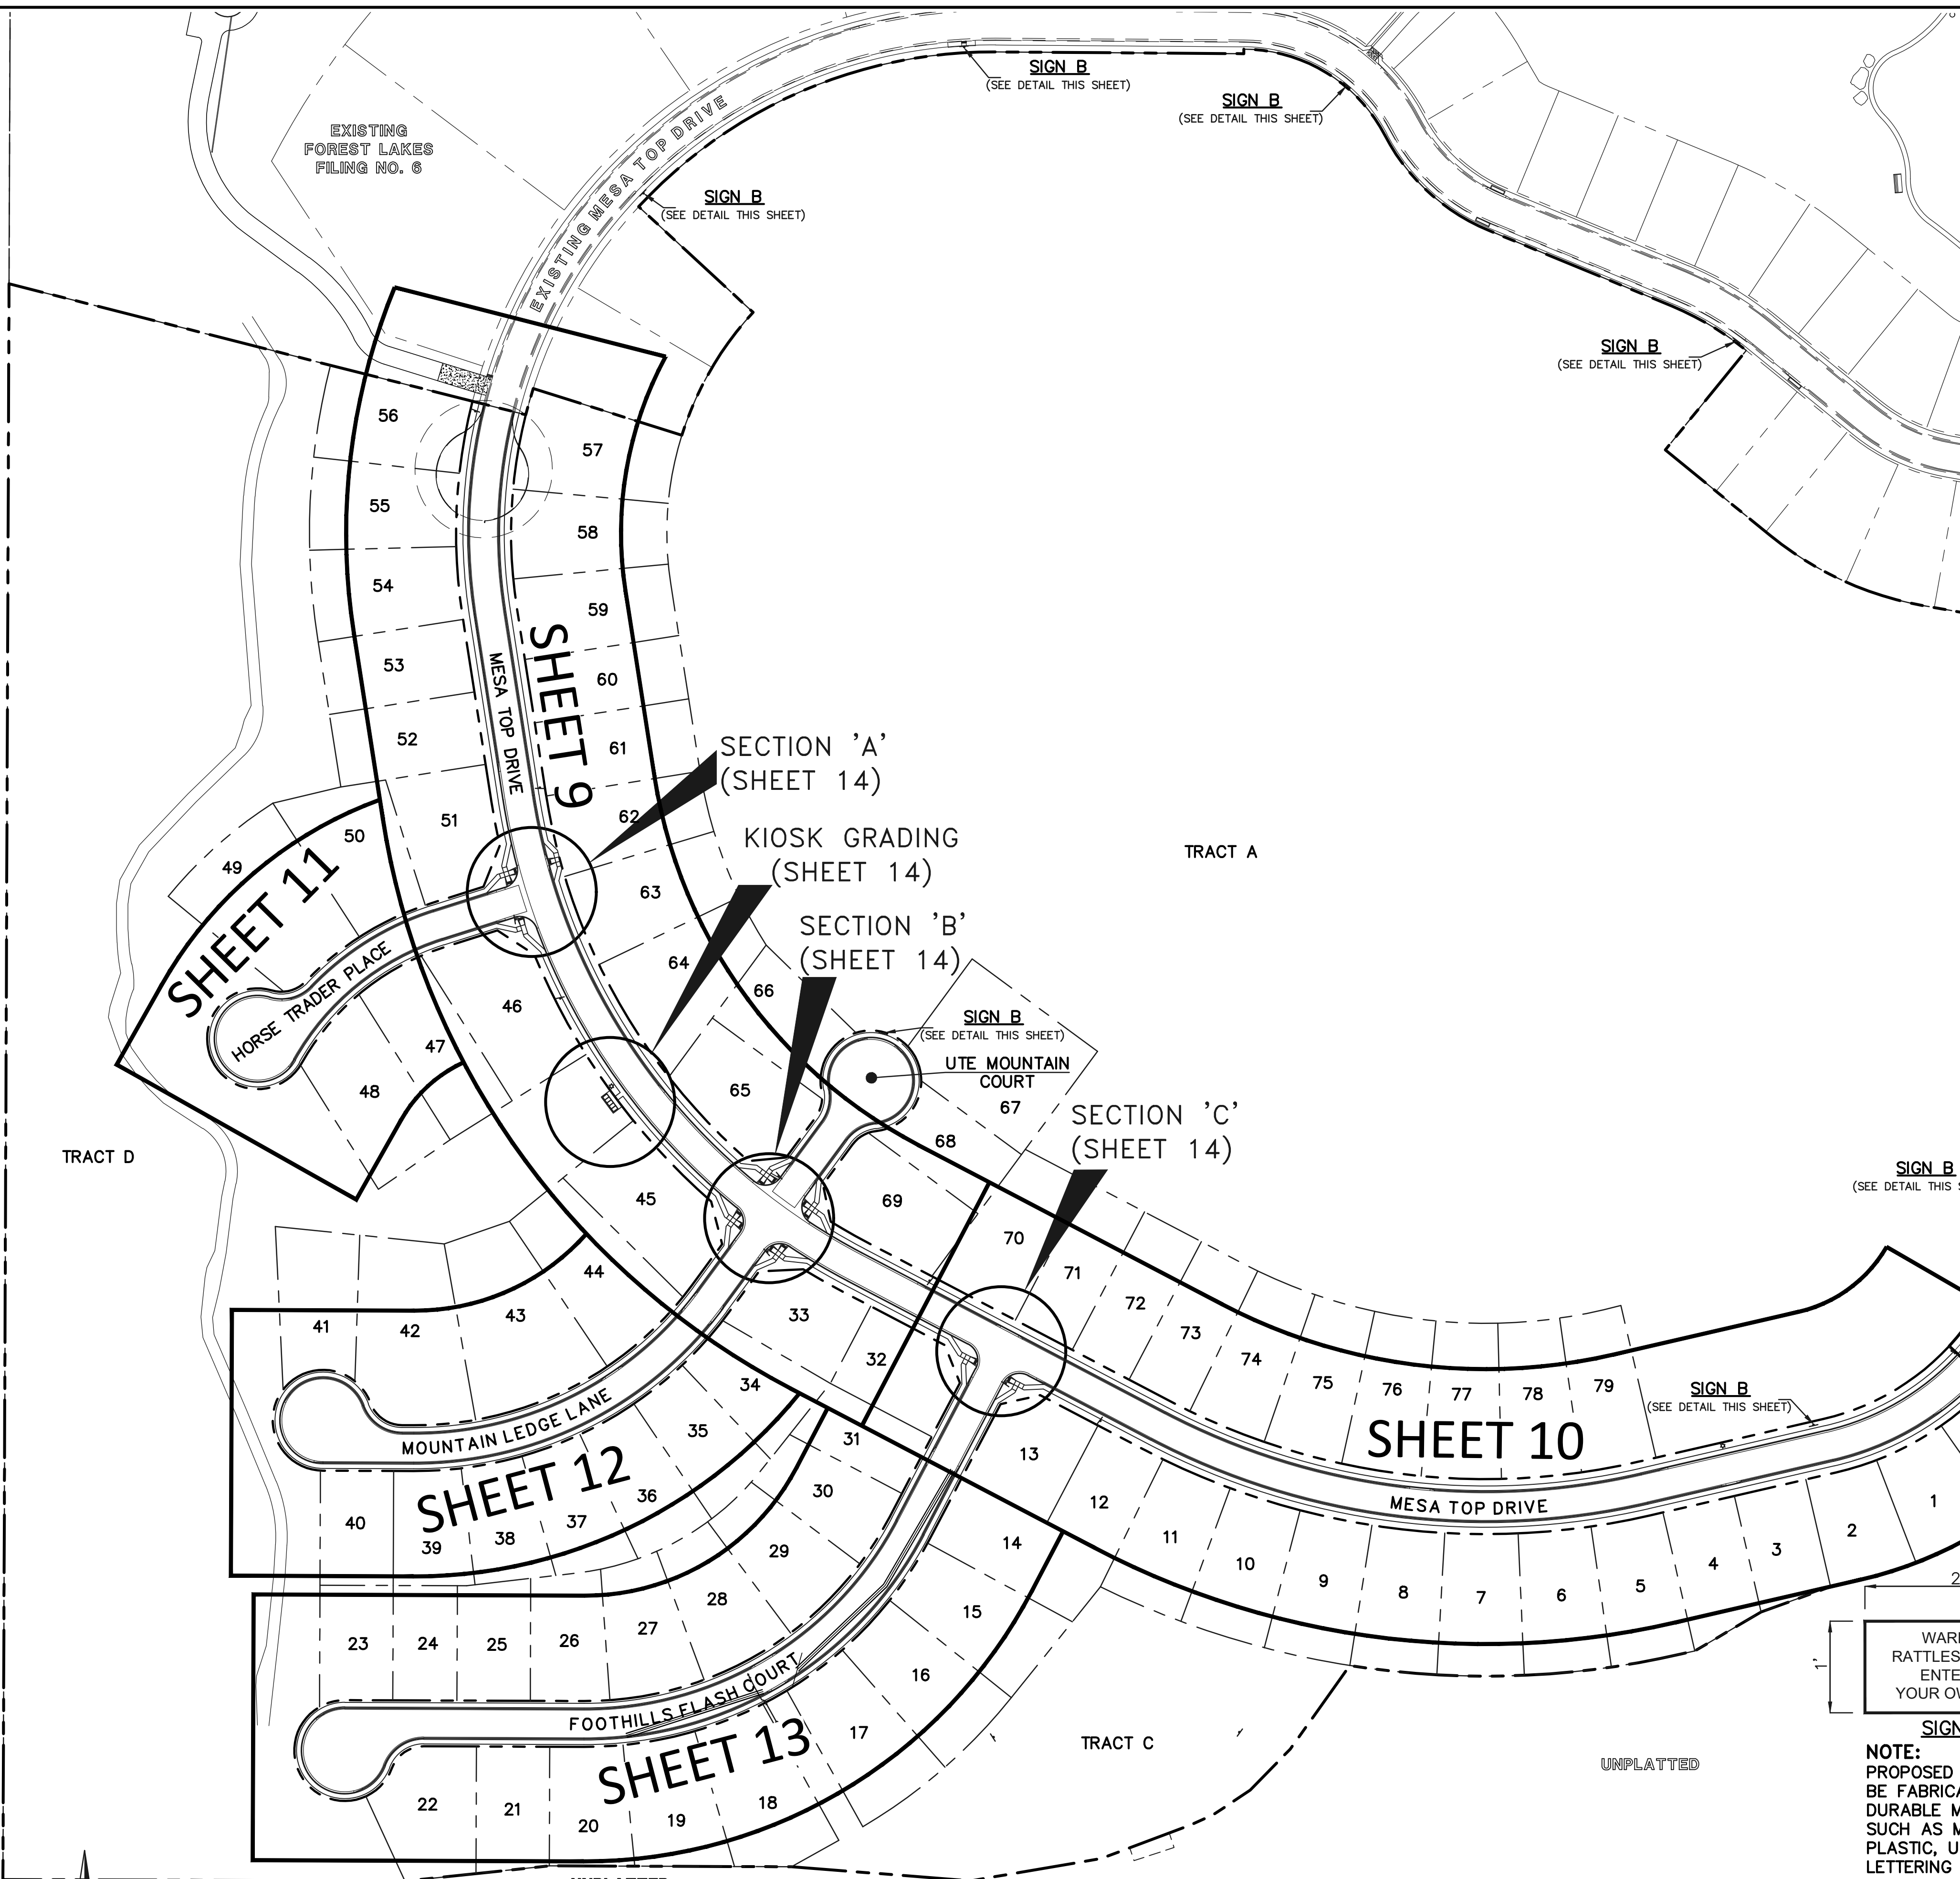 SIGN B
(SEE DETAIL THIS SHEET)
SIGN B
(SEE DETAIL THIS SHEET)
EXISTING
FOREST LAKES
FILING NO. 6
EXISTING MESA TOP DRIVE
SIGN B
(SEE DETAIL THIS SHEET)
SIGN B
(SEE DETAIL THIS SHEET)
56
57
55
58
54
59
53
60
52
61
51
62
SHEET 9
MESA TOP DRIVE
SECTION 'A'
(SHEET 14)
KIOSK GRADING
(SHEET 14)
SECTION 'B'
(SHEET 14)
TRACT A
50
49
SHEET 11
HORSE TRADER PLACE
63
64
66
46
47
48
65
SIGN B
(SEE DETAIL THIS SHEET)
UTE MOUNTAIN
COURT
67
68
SECTION 'C'
(SHEET 14)
TRACT D
45
69
SIGN B
(SEE DETAIL THIS
70
71
72
73
74
75
76
77
78
79
44
43
42
41
33
32
34
35
36
37
38
39
40
MOUNTAIN LEDGE LANE
SHEET 12
SIGN B
(SEE DETAIL THIS SHEET)
SHEET 10
MESA TOP DRIVE
31
30
29
28
27
26
25
24
23
13
12
11
10
9
8
7
6
5
4
3
2
1
14
15
16
17
18
19
20
21
22
FOOTHILLS FLASH COURT
SHEET 13
TRACT C
UNPLATTED
UNPLATTED
2
1'
WAR
RATTLES
ENTE
YOUR OW
SIGN
NOTE:
PROPOSED
BE FABRICA
DURABLE M
SUCH AS M
PLASTIC, U
LETTERING